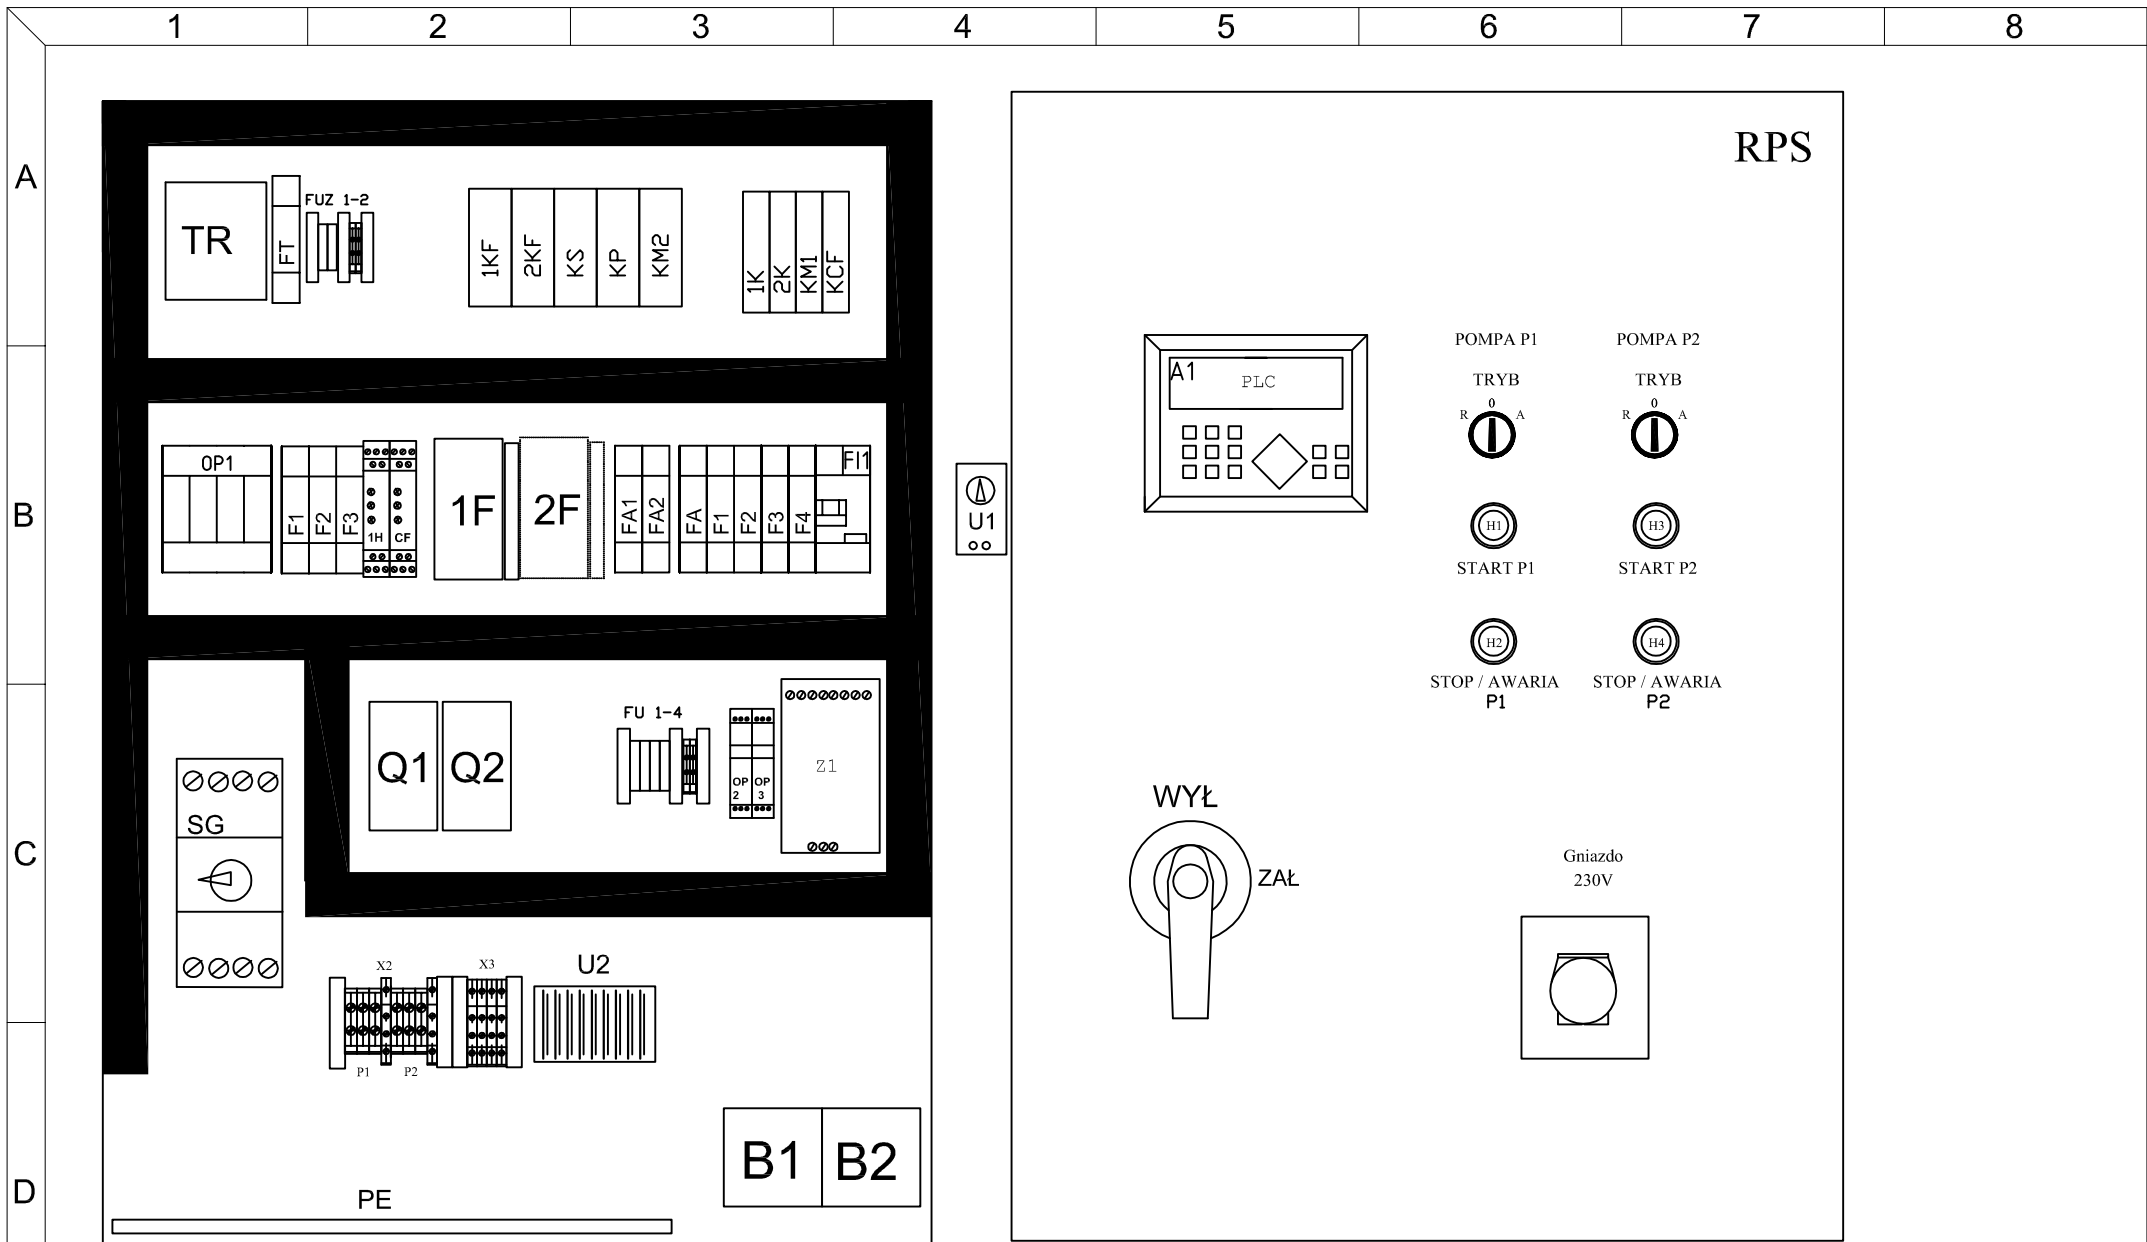 1 2 3 4 5 6 7 8
A
B
C
D
TR
FT
FUZ 1-2
1KF
2KF
KS
KP
KM2
1K
2K
KM1
KCF
OP1
F1
F2
F3
1H
CF
1F
2F
FA1
FA2
FA
F1
F2
F3
F4
FI1
U1
SG
Q1
Q2
FU 1-4
OP
2
OP
3
Z1
X2
X3
U2
P1
P2
B1
B2
PE
RPS
A1
PLC
POMPA P1
TRYB
R 0 A
H1
START P1
H2
STOP / AWARIA
P1
POMPA P2
TRYB
R 0 A
H3
START P2
H4
STOP / AWARIA
P2
WYŁ
ZAŁ
Gniazdo
230V